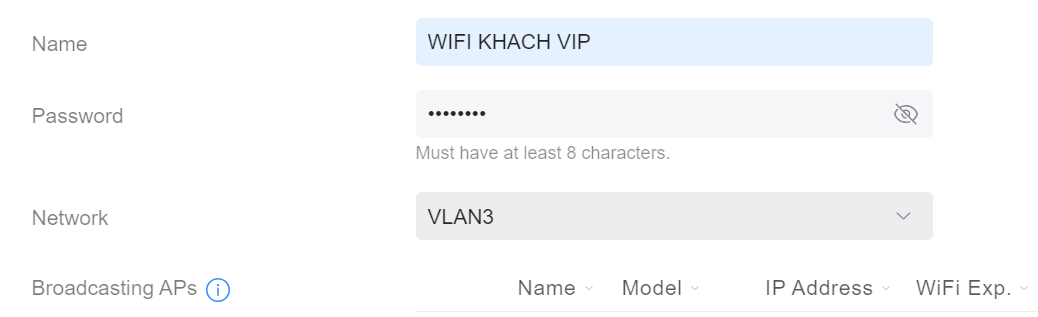 Name
WIFI KHACH VIP
Password
••••••••
Must have at least 8 characters.
Network
VLAN3
Broadcasting APs
Name Model IP Address WiFi Exp.